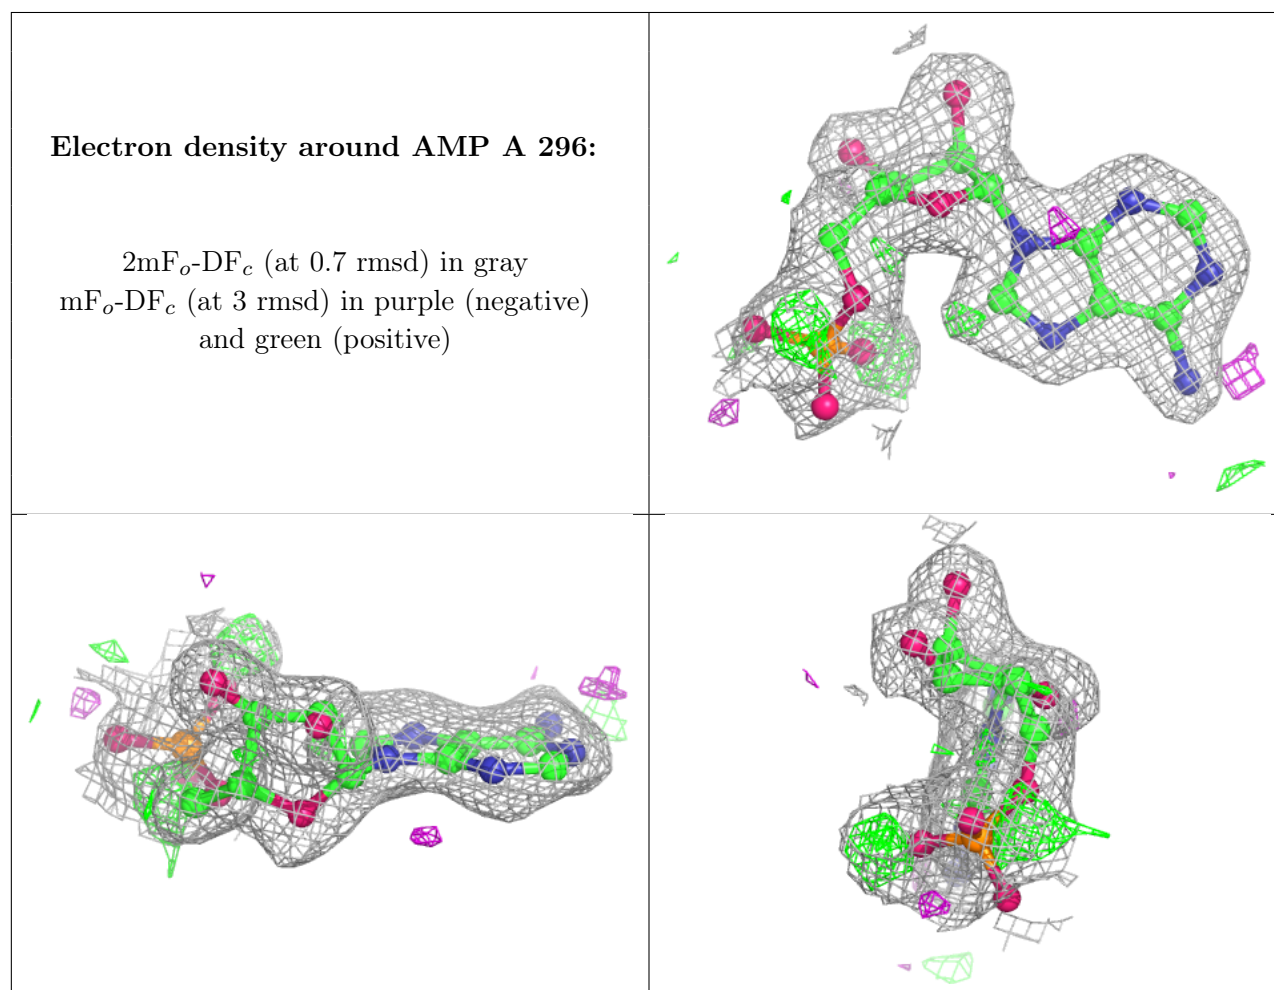 Electron density around AMP A 296:
2mFo-DFc (at 0.7 rmsd) in gray
mFo-DFc (at 3 rmsd) in purple (negative)
and green (positive)